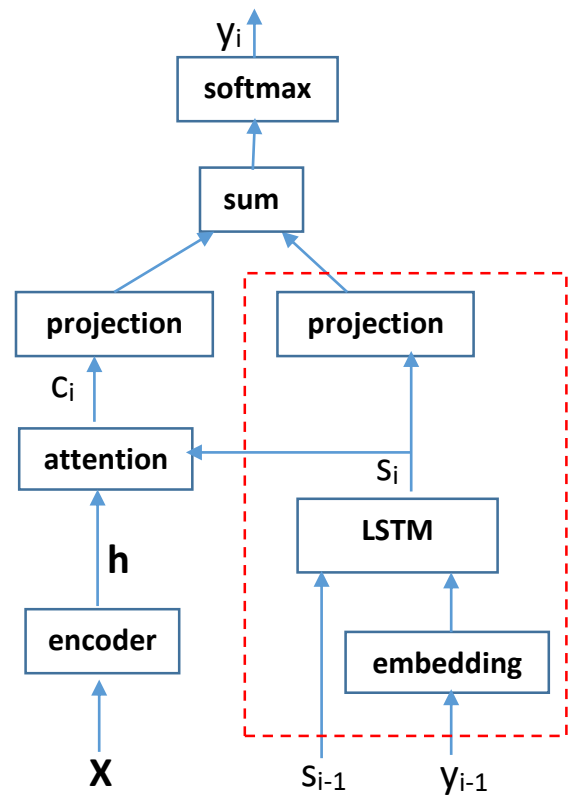 yᵢ
softmax
sum
projection
projection
cᵢ
attention
sᵢ
LSTM
h
encoder
embedding
X
sᵢ₋₁
yᵢ₋₁